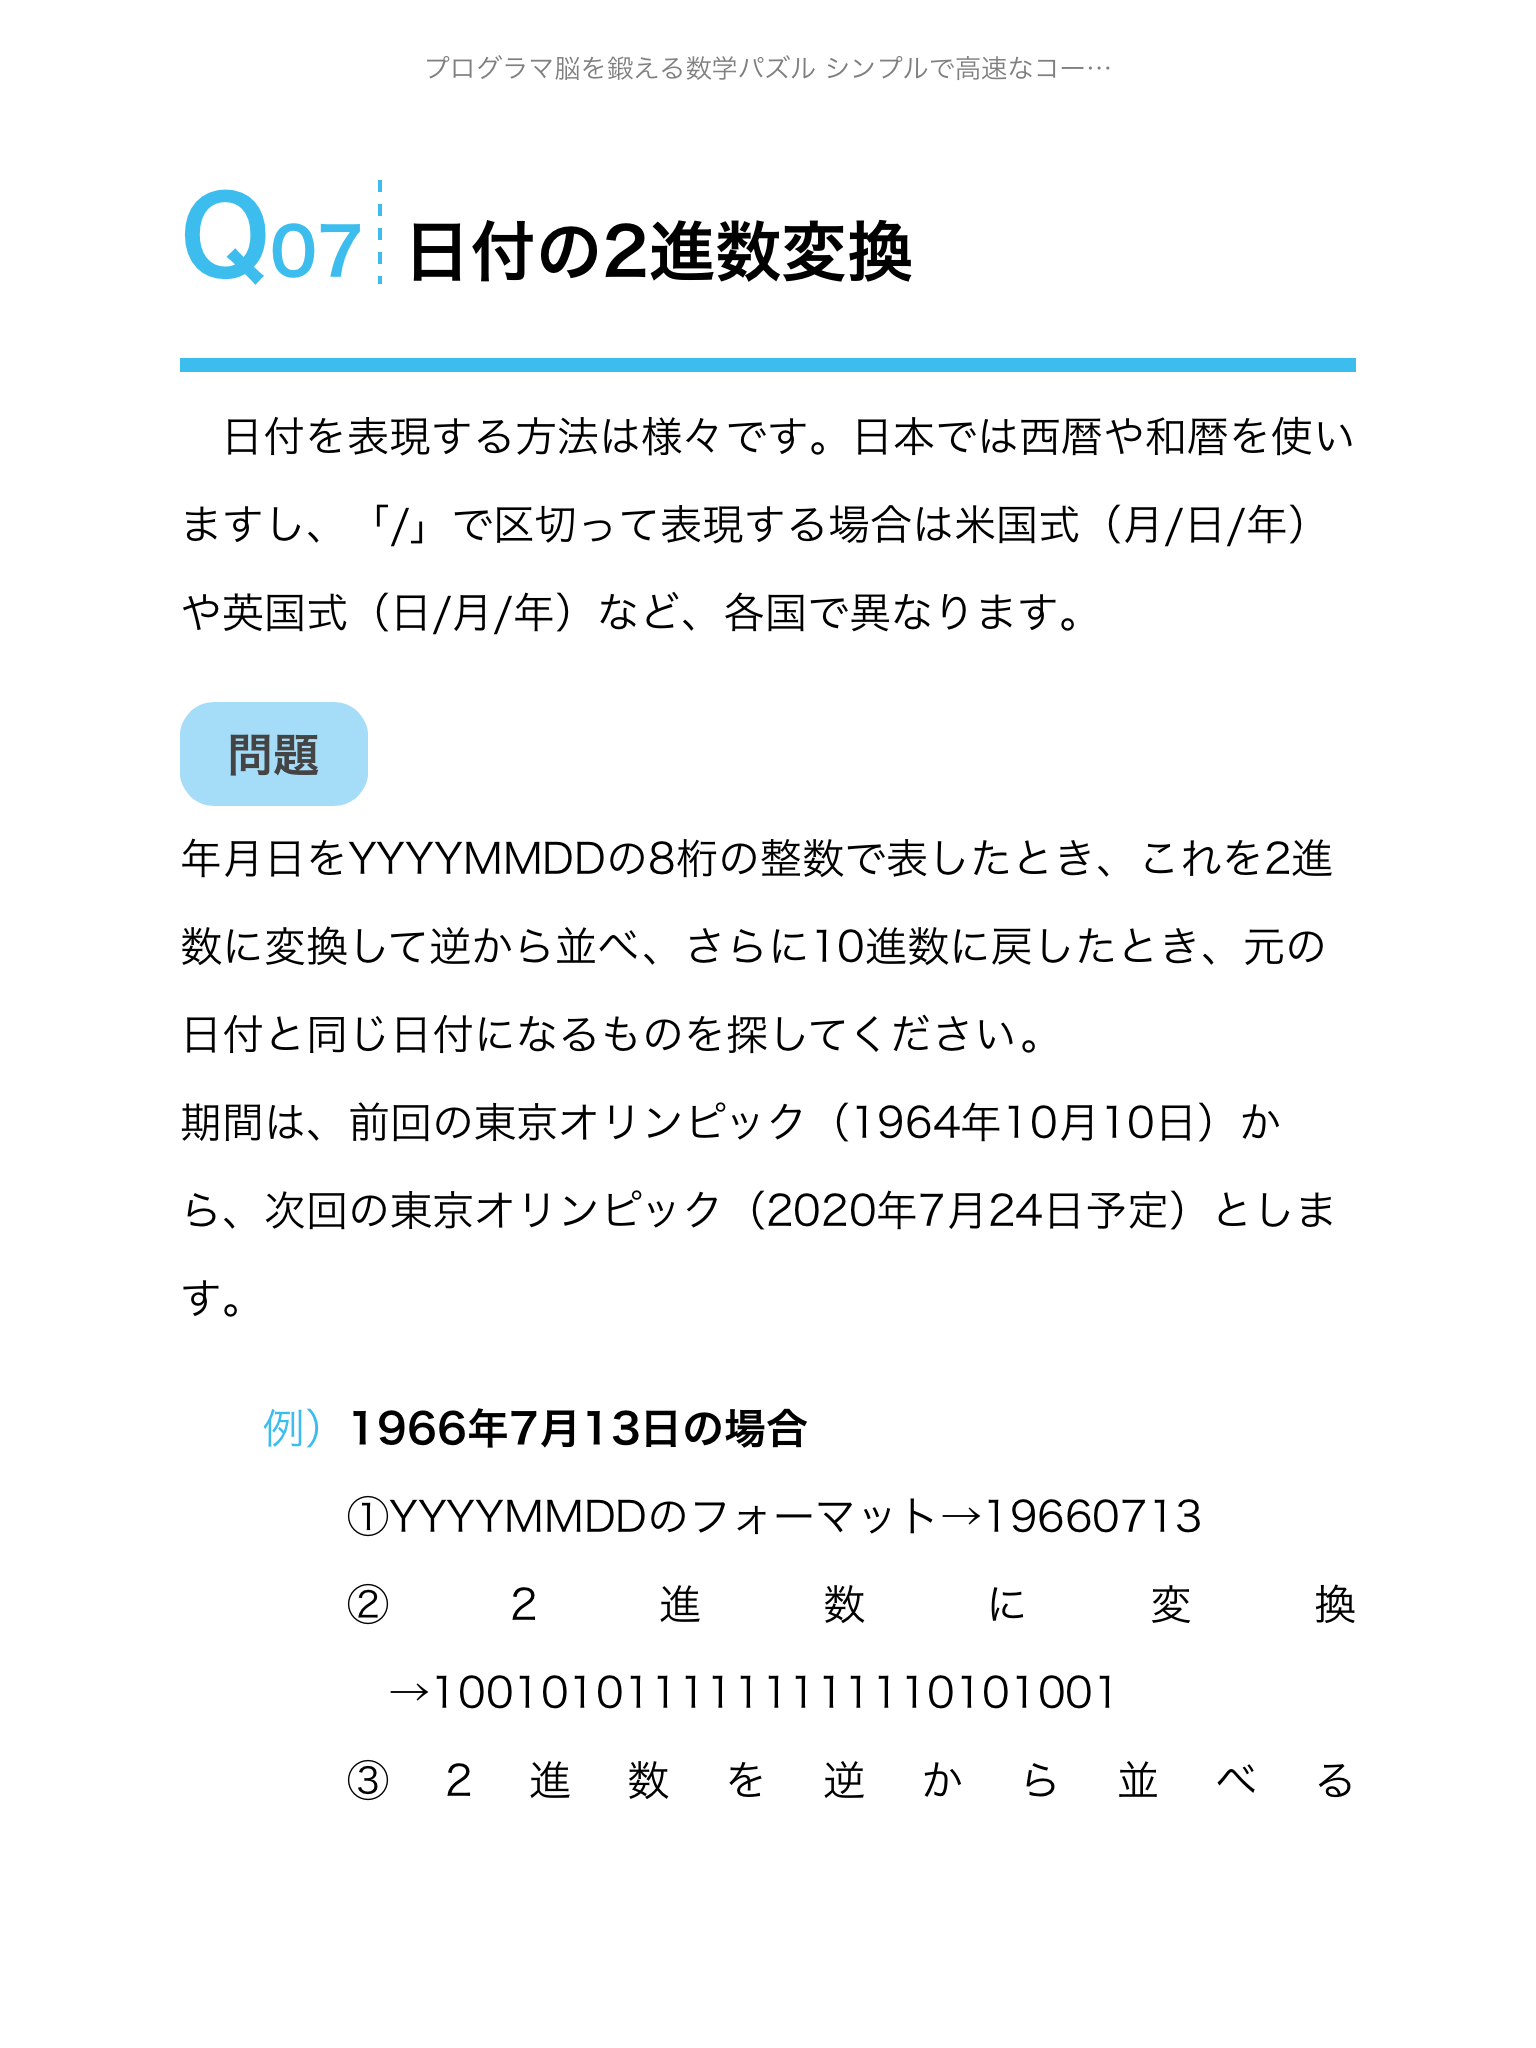 プログラマ脳を鍛える数学パズル シンプルで高速なコー…
Q07 日付の2進数変換
日付を表現する方法は様々です。日本では西暦や和暦を使い
ますし、「/」で区切って表現する場合は米国式（月/日/年）
や英国式（日/月/年）など、各国で異なります。
問題
年月日をYYYYMMDDの8桁の整数で表したとき、これを2進
数に変換して逆から並べ、さらに10進数に戻したとき、元の
日付と同じ日付になるものを探してください。
期間は、前回の東京オリンピック（1964年10月10日）か
ら、次回の東京オリンピック（2020年7月24日予定）としま
す。
例）1966年7月13日の場合
①YYYYMMDDのフォーマット→19660713
②2進数に変換
→1001010111111111110101001
③2進数を逆から並べる